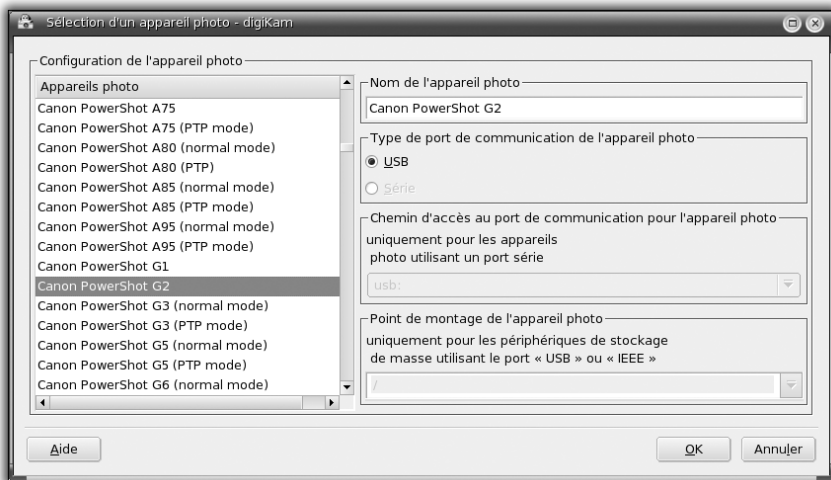 Sélection d'un appareil photo - digiKam
Configuration de l'appareil photo
Appareils photo
Canon PowerShot A75
Canon PowerShot A75 (PTP mode)
Canon PowerShot A80 (normal mode)
Canon PowerShot A80 (PTP)
Canon PowerShot A85 (normal mode)
Canon PowerShot A85 (PTP mode)
Canon PowerShot A95 (normal mode)
Canon PowerShot A95 (PTP mode)
Canon PowerShot G1
Canon PowerShot G2
Canon PowerShot G3 (normal mode)
Canon PowerShot G3 (PTP mode)
Canon PowerShot G5 (normal mode)
Canon PowerShot G5 (PTP mode)
Canon PowerShot G6 (normal mode)
Nom de l'appareil photo
Canon PowerShot G2
Type de port de communication de l'appareil photo
USB
Série
Chemin d'accès au port de communication pour l'appareil photo
uniquement pour les appareils
photo utilisant un port série
usb:
Point de montage de l'appareil photo
uniquement pour les périphériques de stockage
de masse utilisant le port « USB » ou « IEEE »
/
Aide
OK
Annuler